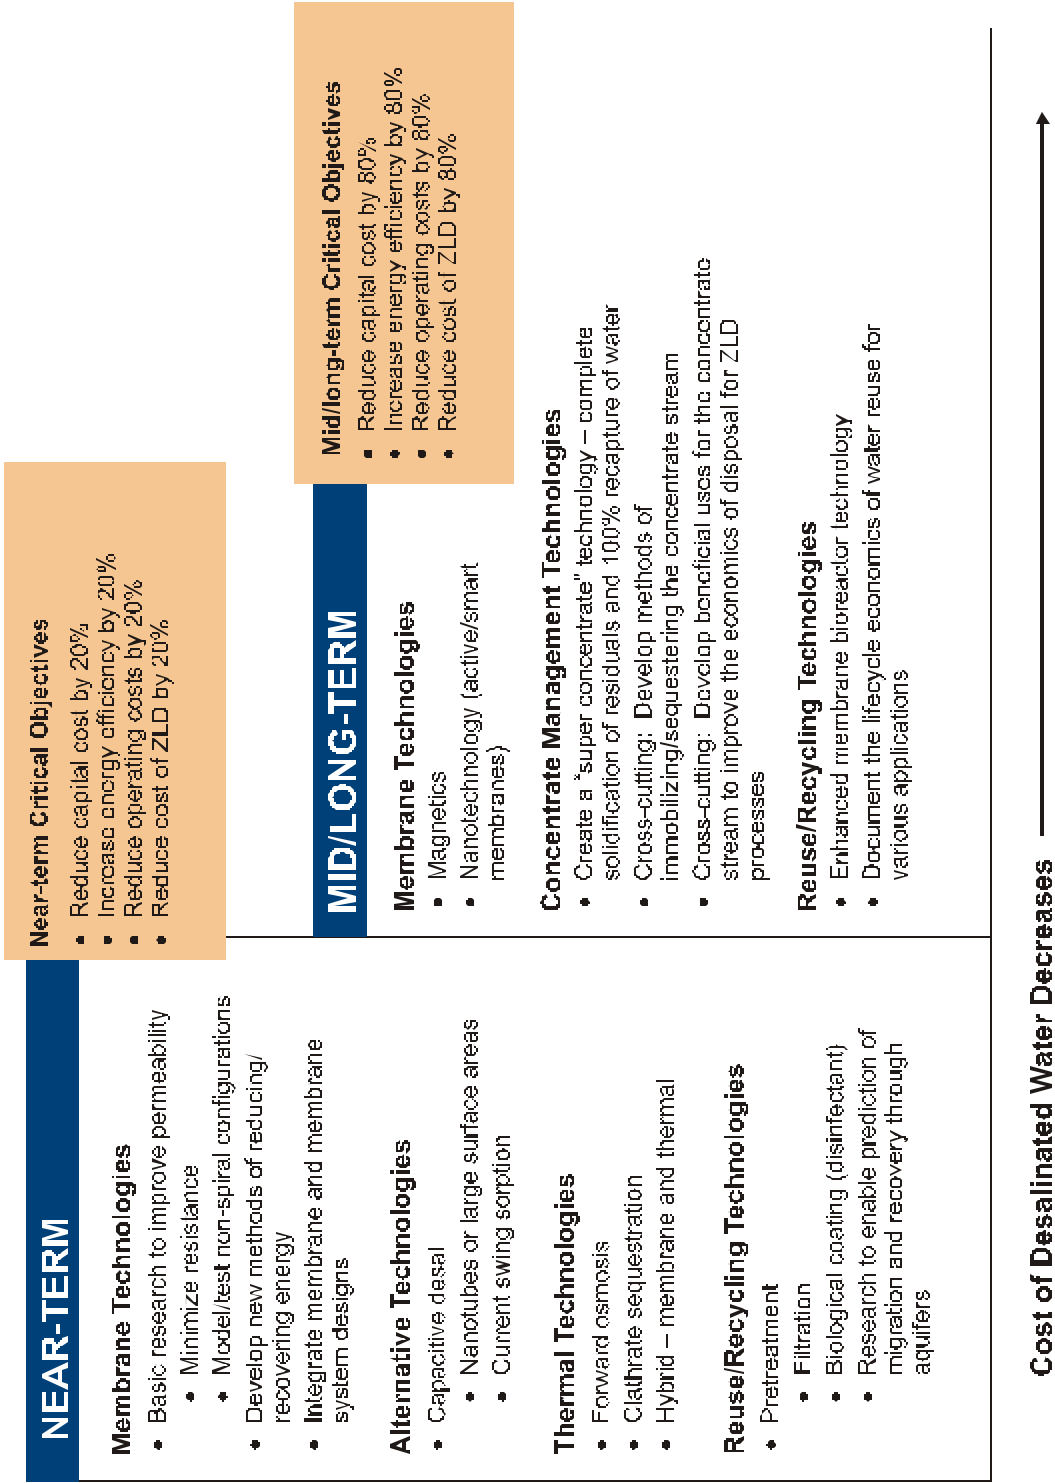 NEAR-TERM
Near-term Critical Objectives
• Reduce capital cost by 20%
• Increase energy efficiency by 20%
• Reduce operating costs by 20%
• Reduce cost of ZLD by 20%
Membrane Technologies
• Basic research to improve permeability
• Minimize resistance
• Model/test non-spiral configurations
• Develop new methods of reducing/
recovering energy
• Integrate membrane and membrane
system designs
Alternative Technologies
• Capacitive desal
• Nanotubes or large surface areas
• Current swing sorption
Thermal Technologies
• Forward osmosis
• Clathrate sequestration
• Hybrid – membrane and thermal
Reuse/Recycling Technologies
• Pretreatment
• Filtration
• Biological coating (disinfectant)
• Research to enable prediction of
migration and recovery through
aquifers
MID/LONG-TERM
Mid/long-term Critical Objectives
• Reduce capital cost by 80%
• Increase energy efficiency by 80%
• Reduce operating costs by 80%
• Reduce cost of ZLD by 80%
Membrane Technologies
• Magnetics
• Nanotechnology (active/smart
membranes)
Concentrate Management Technologies
• Create a "super concentrate" technology – complete
solidification of residuals and 100% recapture of water
• Cross-cutting: Develop methods of
immobilizing/sequestering the concentrate stream
• Cross-cutting: Develop beneficial uses for the concentrate
stream to improve the economics of disposal for ZLD
processes
Reuse/Recycling Technologies
• Enhanced membrane bioreactor technology
• Document the lifecycle economics of water reuse for
various applications
Cost of Desalinated Water Decreases